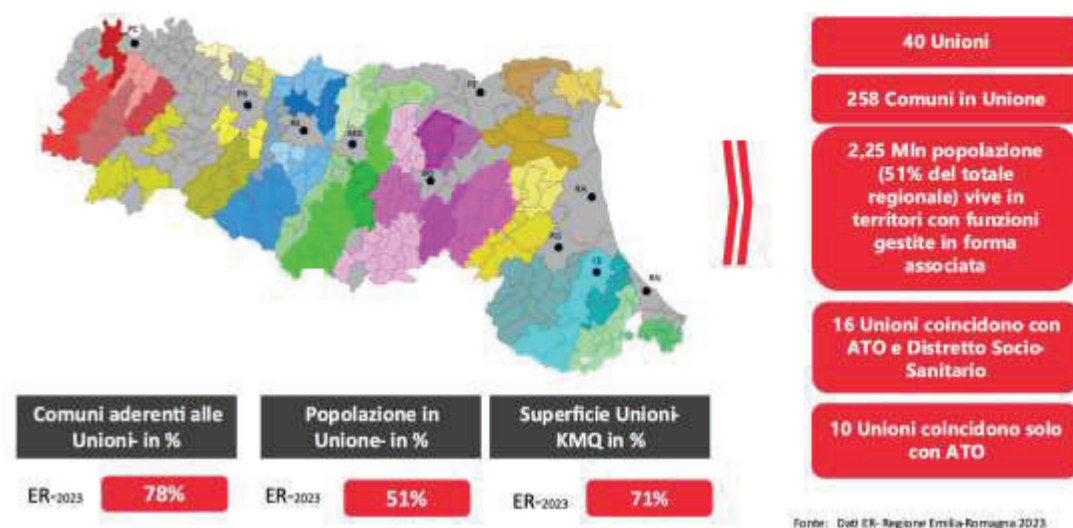 PC
PR
RE
MO
BO
FE
RA
FO
CE
RN
40 Unioni
258 Comuni in Unione
2,25 Mln popolazione
(51% del totale
regionale) vive in
territori con funzioni
gestite in forma
associata
16 Unioni coincidono con
ATO e Distretto Socio-
Sanitario
10 Unioni coincidono solo
con ATO
Comuni aderenti alle
Unioni- in %
ER-2023
78%
Popolazione in
Unione- in %
ER-2023
51%
Superficie Unioni-
KMQ in %
ER-2023
71%
Fonte: Dati ER- Regione Emilia-Romagna 2023